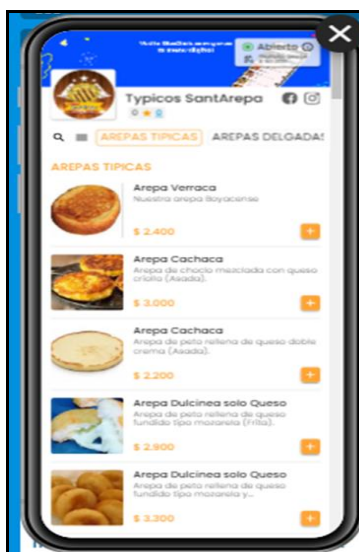 Abierto
Typicos SantArepa
0 ★ 0
AREPAS TIPICAS AREPAS DELGADAS
AREPAS TIPICAS
Arepa Verraca
Nuestra arepa Boyacense
$ 2.400
Arepa Cachaca
Arepa de choclo mezclada con queso
criollo (Asada).
$ 3.000
Arepa Cachaca
Arepa de peto rellena de queso doble
crema (Asada).
$ 2.200
Arepa Dulcinea solo Queso
Arepa de peto rellena de queso
fundido tipo mozarela (Frita).
$ 2.900
Arepa Dulcinea solo Queso
Arepa de peto rellena de queso
fundido tipo mozarela y...
$ 3.300